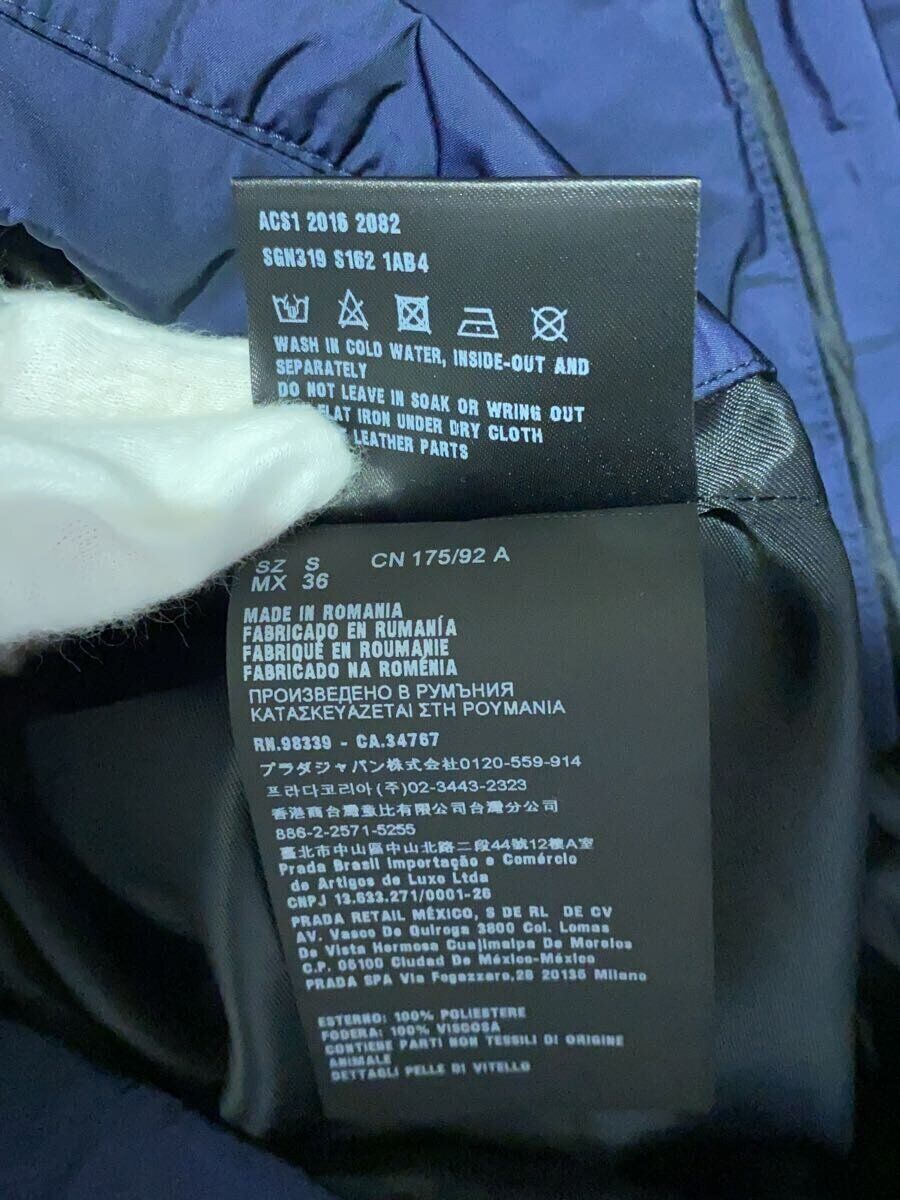 ACS1 2016 2082
SGN319 S162 1AB4
WASH IN COLD WATER, INSIDE-OUT AND
SEPARATELY
DO NOT LEAVE IN SOAK OR WRING OUT
FLAT IRON UNDER DRY CLOTH
LEATHER PARTS
SZ S CN 175/92 A
MX 36
MADE IN ROMANIA
FABRICADO EN RUMANÍA
FABRIQUÉ EN ROUMANIE
FABRICADO NA ROMÉNIA
ПРОИЗВЕДЕНО В РУМЪНИЯ
ΚΑΤΑΣΚΕΥΑΖΕΤΑΙ ΣΤΗ ΡΟΥΜΑΝΙΑ
RN.98339 - CA.34767
プラダジャパン株式会社0120-559-914
프라다코리아(주)02-3443-2323
香港商台灣童比有限公司台灣分公司
886-2-2571-5255
臺北市中山區中山北路二段44號12樓A室
Prada Brasil Importação e Comércio
de Artigos de Luxo Ltda
CNPJ 13.633.271/0001-26
PRADA RETAIL MÉXICO, S DE RL DE CV
AV. Vasco De Quiroga 3800 Col. Lomas
De Vista Hermosa Cuajimalpa De Morelos
C.P. 05100 Ciudad De México-México
PRADA SPA Via Fogazzaro,28 20135 Milano
ESTERNO: 100% POLIESTERE
FODERA: 100% VISCOSA
CONTIENE PARTI NON TESSILI DI ORIGINE
ANIMALE
DETTAGLI PELLE DI VITELLO